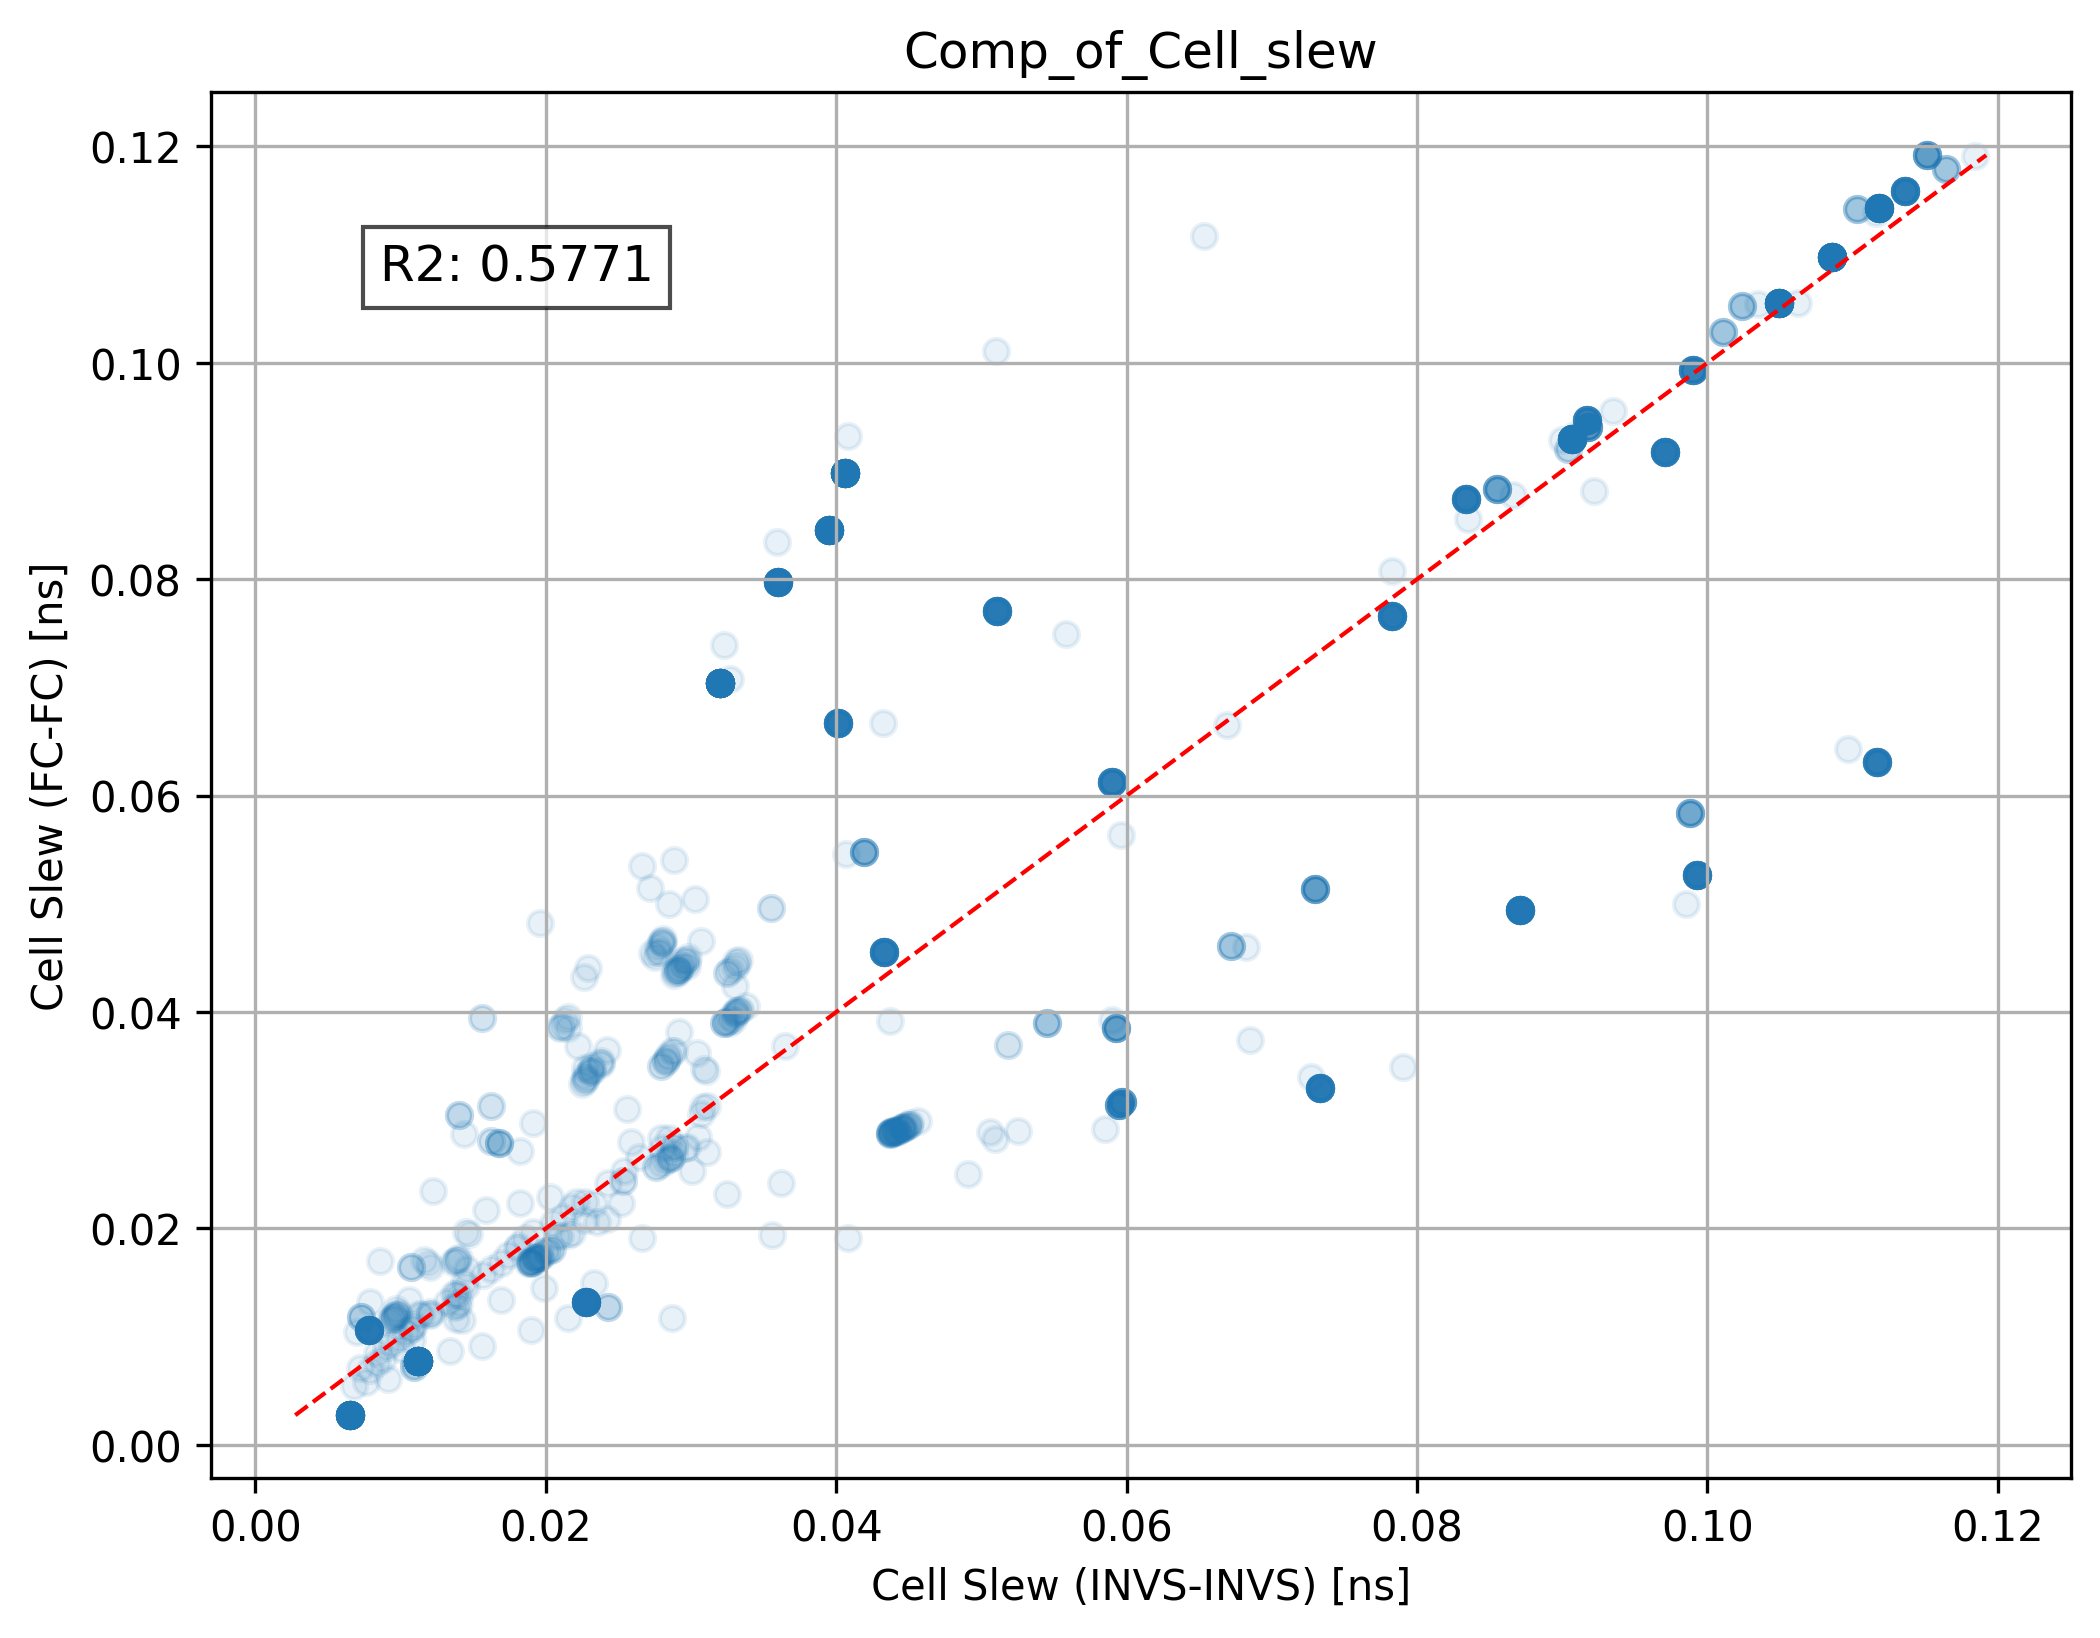 Comp_of_Cell_slew
R2: 0.5771
Cell Slew (FC-FC) [ns]
0.12
0.10
0.08
0.06
0.04
0.02
0.00
0.00 0.02 0.04 0.06 0.08 0.10 0.12
Cell Slew (INVS-INVS) [ns]